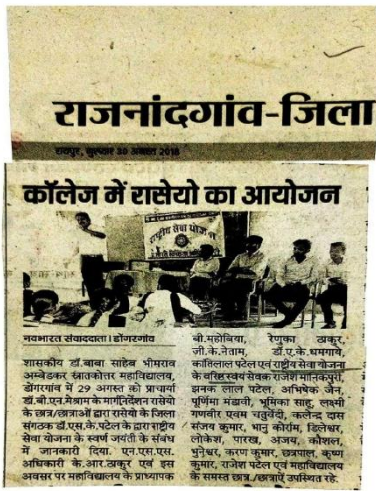 राजनांदगांव-जिला
रायपुर, गुरुवार 30 अगस्त 2018
कॉलेज में रासेयो का आयोजन
राष्ट्रीय सेवा योजना
नवभारत संवाददाता। डोंगरगांव
शासकीय डॉ.बाबा साहेब भीमराव
अम्बेडकर स्नातकोत्तर महाविद्यालय,
डोंगरगांव में 29 अगस्त को प्राचार्या
डॉ.बी.एन.मेश्राम के मार्गनिर्देशन रासेयो
के छात्र/छात्राओं द्वारा रासेयो के जिला
संगठक डॉ.एस.के.पटेल के द्वारा राष्ट्रीय
सेवा योजना के स्वर्ण जयंती के संबंध
में जानकारी दिया. एन.एस.एस.
अधिकारी के.आर.ठाकुर एवं इस
अवसर पर महाविद्यालय के प्राध्यापक
बी.महोबिया, रेणुका ठाकुर,
जी.के.नेताम, डॉ.ए.के.धमगाये,
कांतिलाल पटेल एवं राष्ट्रीय सेवा योजना
के वरिष्ठ स्वयं सेवक राजेश मानिकपुरी,
झनक लाल पटेल, अभिषेक जैन,
पूर्णिमा मंडावी, भूमिका साहू, लक्ष्मी
गणवीर एवम चतुर्वेदी, कलेन्द्र दास
संजय कुमार, भानु कोर्राम, डिलेश्वर,
लोकेश, पारख, अजय, कौशल,
भुनेश्वर, करण कुमार, छत्रपाल, कृष्ण
कुमार, राजेश पटेल एवं महाविद्यालय
के समस्त छात्र./छात्राऐं उपस्थित रहे.